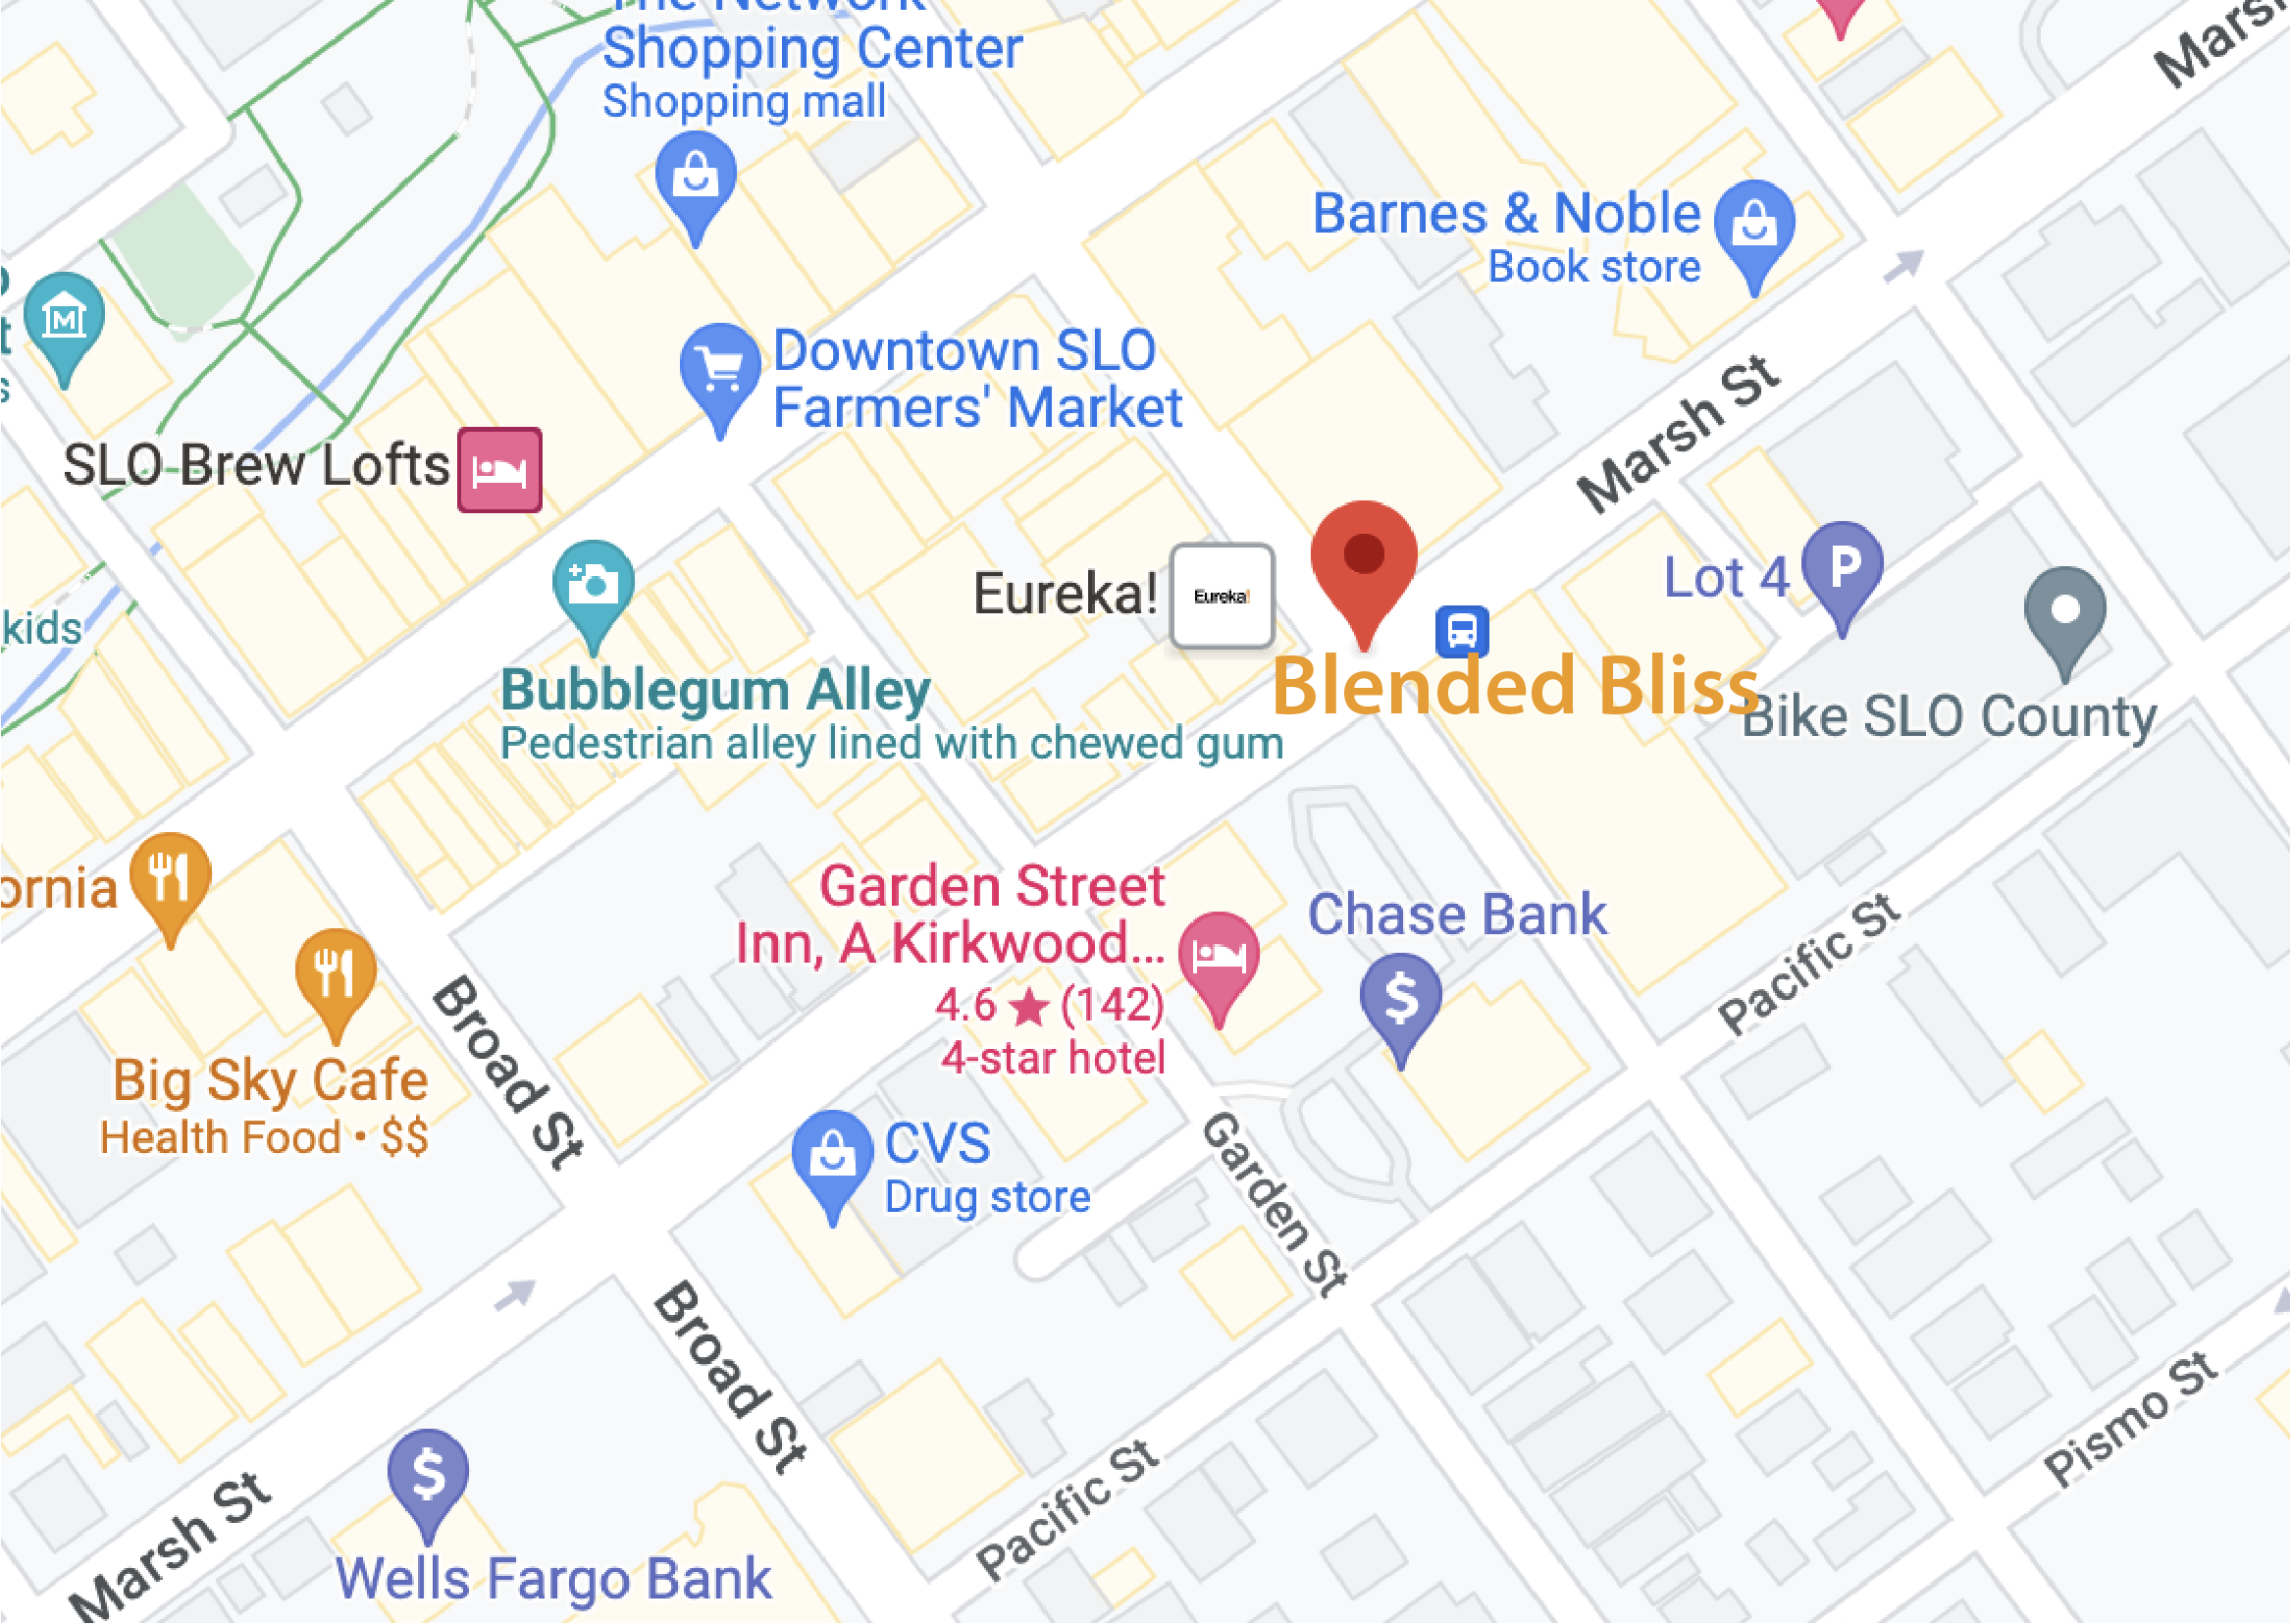 The Network
Shopping Center
Shopping mall
Marsh St
Barnes & Noble
Book store
Downtown SLO
Farmers' Market
SLO Brew Lofts
Marsh St
Eureka!
Eureka!
Lot 4
P
kids
Bubblegum Alley
Pedestrian alley lined with chewed gum
Blended Bliss
Bike SLO County
ornia
Garden Street
Inn, A Kirkwood...
4.6 ★ (142)
4-star hotel
Chase Bank
$
Pacific St
Broad St
Big Sky Cafe
Health Food • $$
CVS
Drug store
Garden St
Broad St
Pismo St
Pacific St
Marsh St
$
Wells Fargo Bank
M